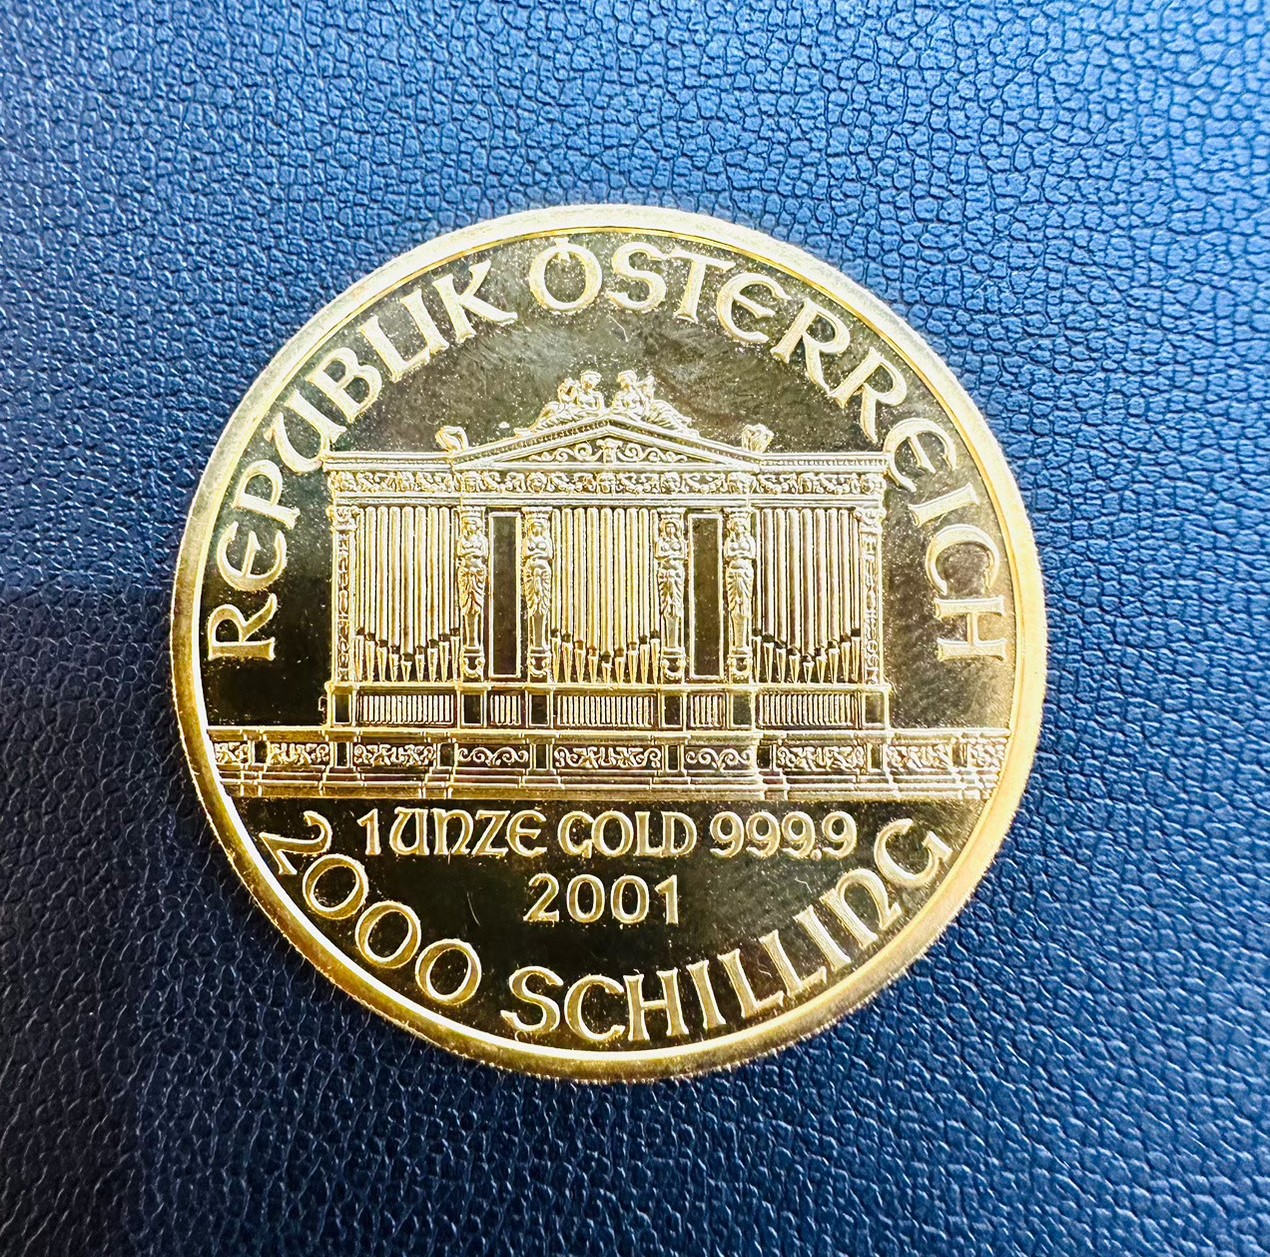 REPUBLIK ÖSTERREICH
1 UNZE GOLD 999.9
2001
2000 SCHILLING